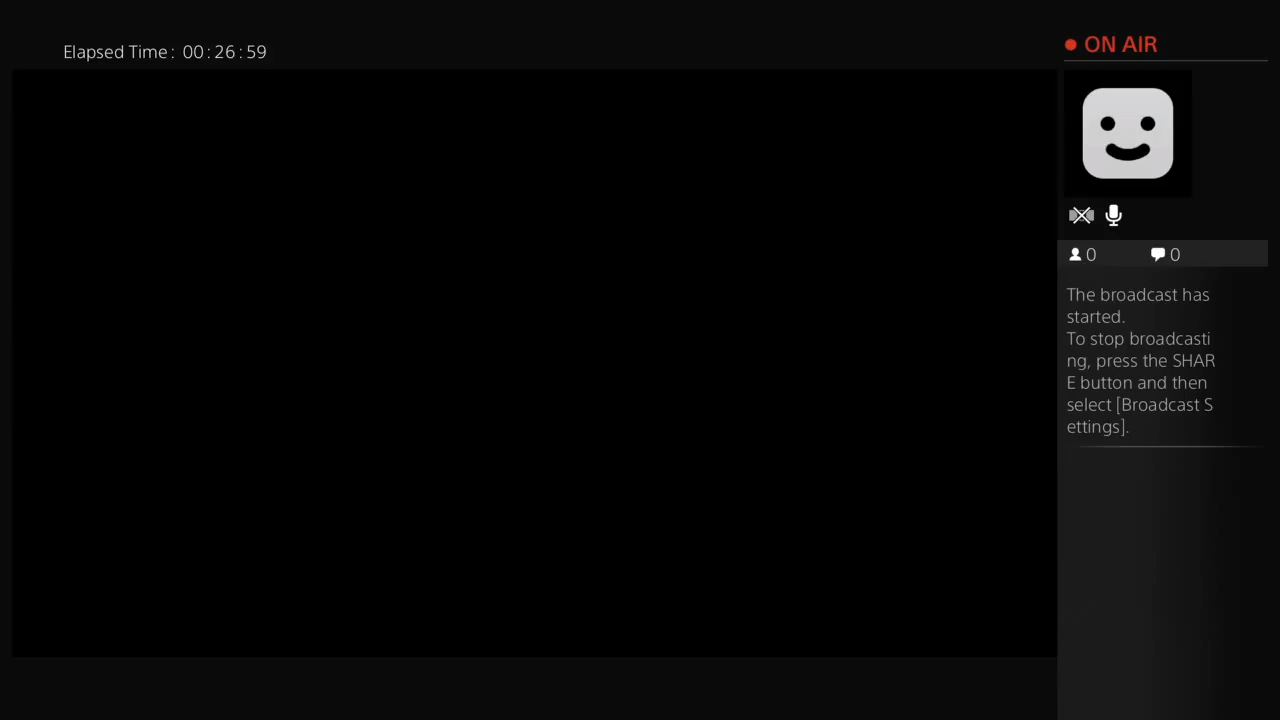 Elapsed Time: 00:26:59
ON AIR
0 0
The broadcast has
started.
To stop broadcasti
ng, press the SHAR
E button and then
select [Broadcast S
ettings].